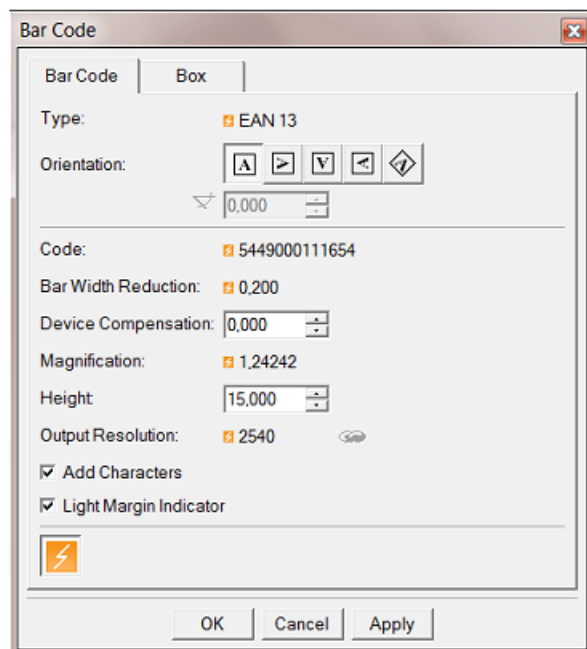 Bar Code
Bar Code Box
Type: EAN 13
Orientation: A A A A A
0,000
Code: 5449000111654
Bar Width Reduction: 0,200
Device Compensation: 0,000
Magnification: 1,24242
Height: 15,000
Output Resolution: 2540
Add Characters
Light Margin Indicator
OK Cancel Apply